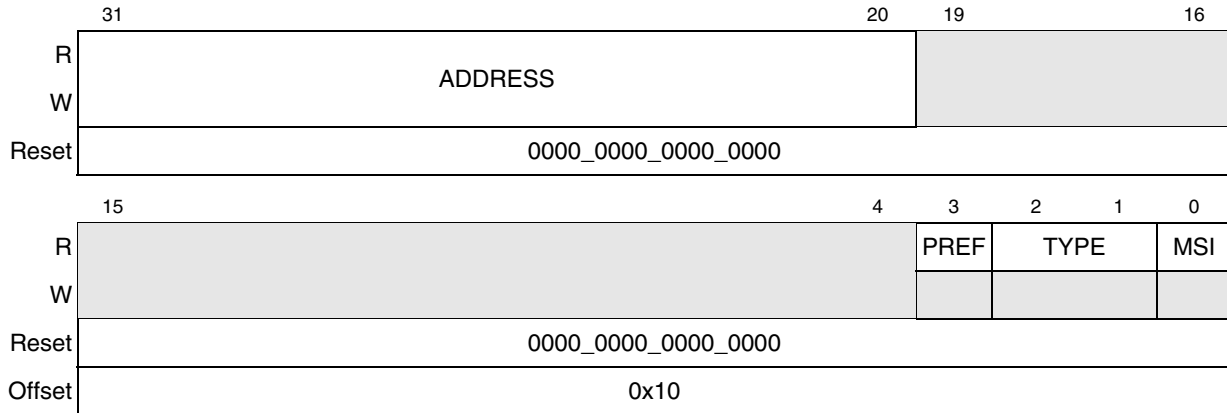 31 20 19 16
R
ADDRESS
W
Reset 0000_0000_0000_0000
15 4 3 2 1 0
R PREF TYPE MSI
W
Reset 0000_0000_0000_0000
Offset 0x10